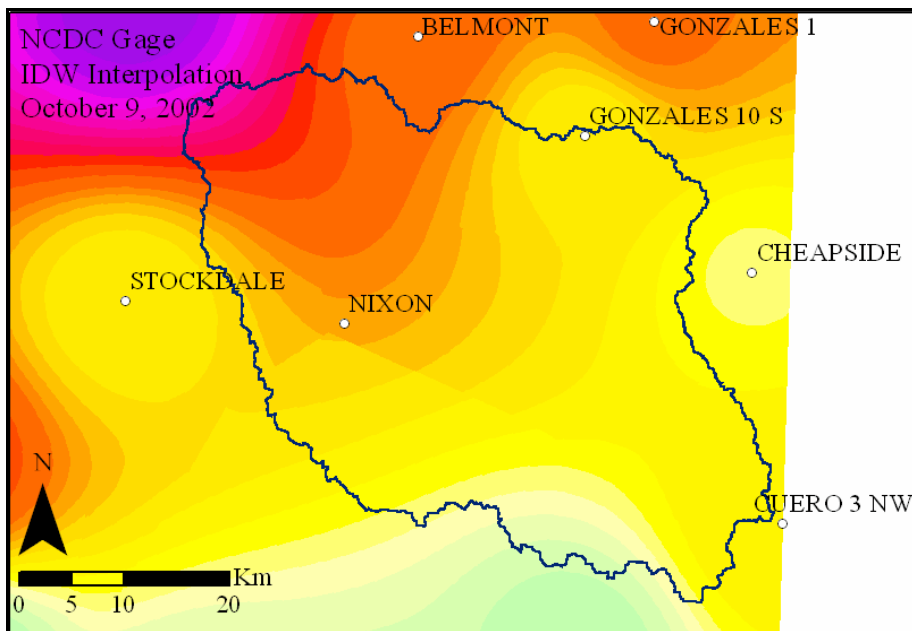 NCDC Gage
IDW Interpolation
October 9, 2002
BELMONT
GONZALES 1
GONZALES 10 S
CHEAPSIDE
STOCKDALE
NIXON
CUERO 3 NW
N
Km
0 5 10 20